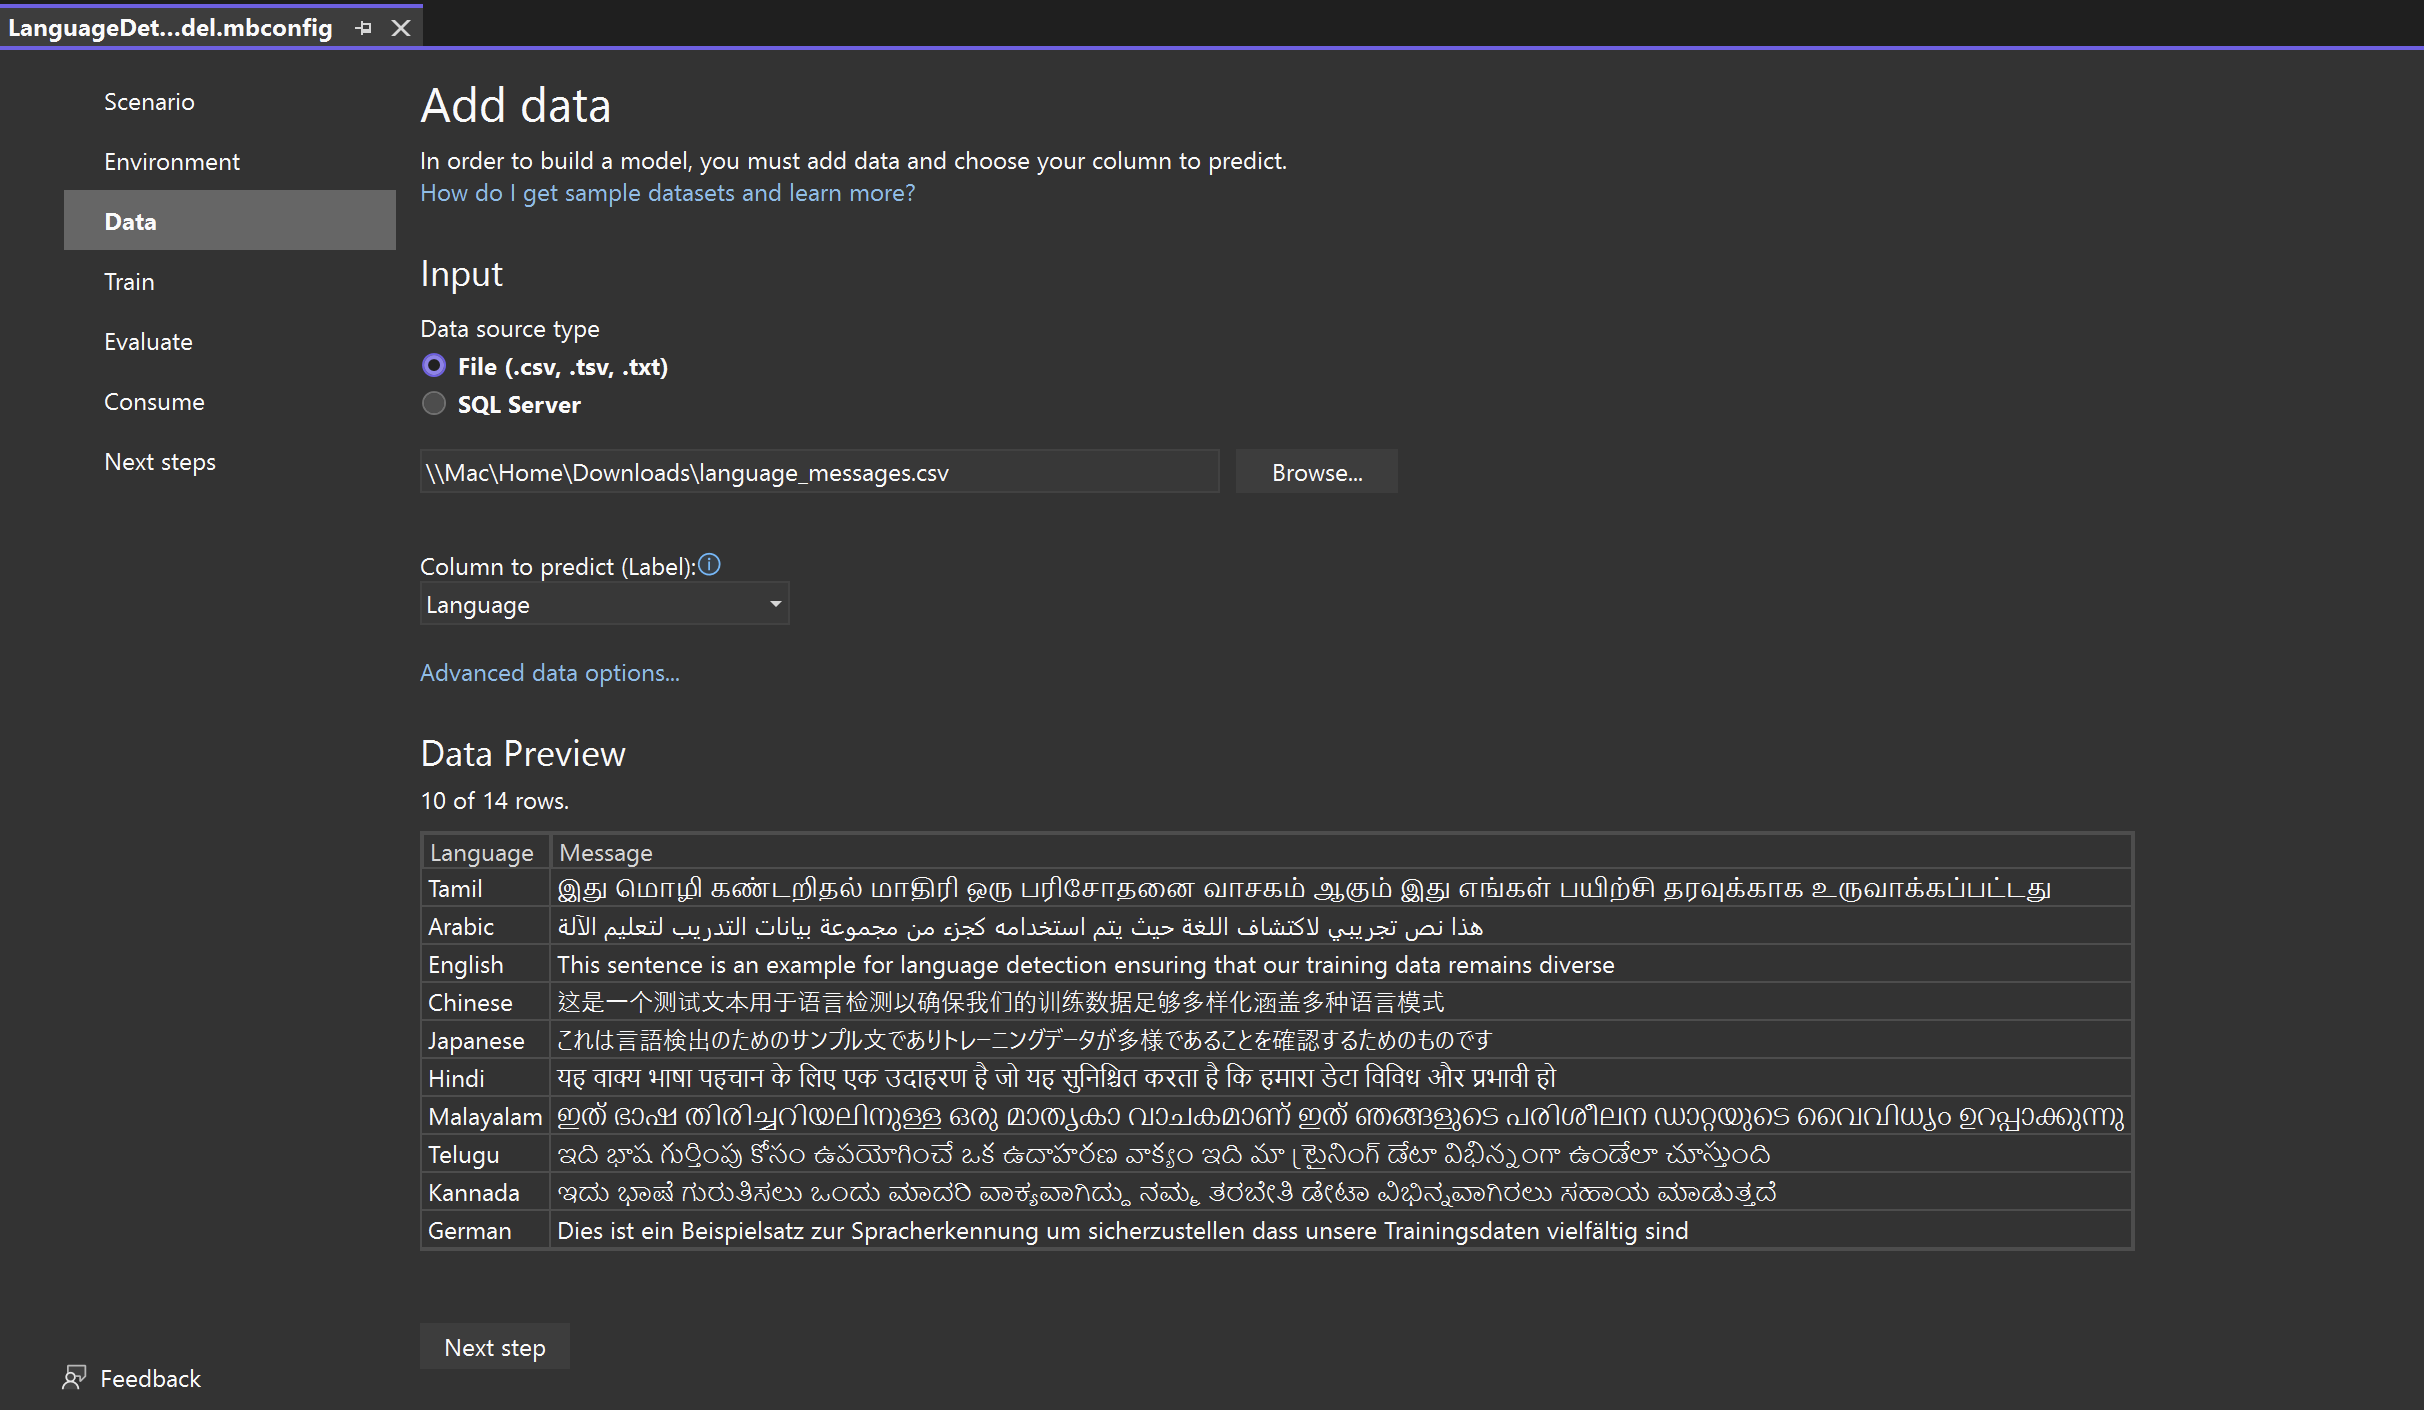 LanguageDet...del.mbconfig
Scenario
Environment
Data
Train
Evaluate
Consume
Next steps
Feedback
Add data
In order to build a model, you must add data and choose your column to predict.
How do I get sample datasets and learn more?
Input
Data source type
File (.csv, .tsv, .txt)
SQL Server
\\Mac\Home\Downloads\language_messages.csv
Browse...
Column to predict (Label):
Language
Advanced data options...
Data Preview
10 of 14 rows.
Language Message
Tamil இது மொழி கண்டறிதல் மாதிரி ஒரு பரிசோதனை வாசகம் ஆகும் இது எங்கள் பயிற்சி தரவுக்காக உருவாக்கப்பட்டது
Arabic هذا نص تجريبي لاكتشاف اللغة حيث يتم استخدامه كجزء من مجموعة بيانات التدريب لتعليم الآلة
English This sentence is an example for language detection ensuring that our training data remains diverse
Chinese 这是一个测试文本用于语言检测以确保我们的训练数据足够多样化涵盖多种语言模式
Japanese これは言語検出のためのサンプル文でありトレーニングデータが多様であることを確認するためのものです
Hindi यह वाक्य भाषा पहचान के लिए एक उदाहरण है जो यह सुनिश्चित करता है कि हमारा डेटा विविध और प्रभावी हो
Malayalam ഇത് ഭാഷ തിരിച്ചറിയലിനുള്ള ഒരു മാതൃകാ വാചകമാണ് ഇത് ഞങ്ങളുടെ പരിശീലന ഡാറ്റയുടെ വൈവിധ്യം ഉറപ്പാക്കുന്നു
Telugu ఇది భాష గుర్తింపు కోసం ఉపయోగించే ఒక ఉదాహరణ వాక్యం ఇది మా ట్రైనింగ్ డేటా విభిన్నంగా ఉండేలా చూస్తుంది
Kannada ಇದು ಭಾಷೆ ಗುರುತಿಸಲು ಒಂದು ಮಾದರಿ ವಾಕ್ಯವಾಗಿದ್ದು ನಮ್ಮ ತರಬೇತಿ ಡೇಟಾ ವಿಭಿನ್ನವಾಗಿರಲು ಸಹಾಯ ಮಾಡುತ್ತದೆ
German Dies ist ein Beispielsatz zur Spracherkennung um sicherzustellen dass unsere Trainingsdaten vielfältig sind
Next step